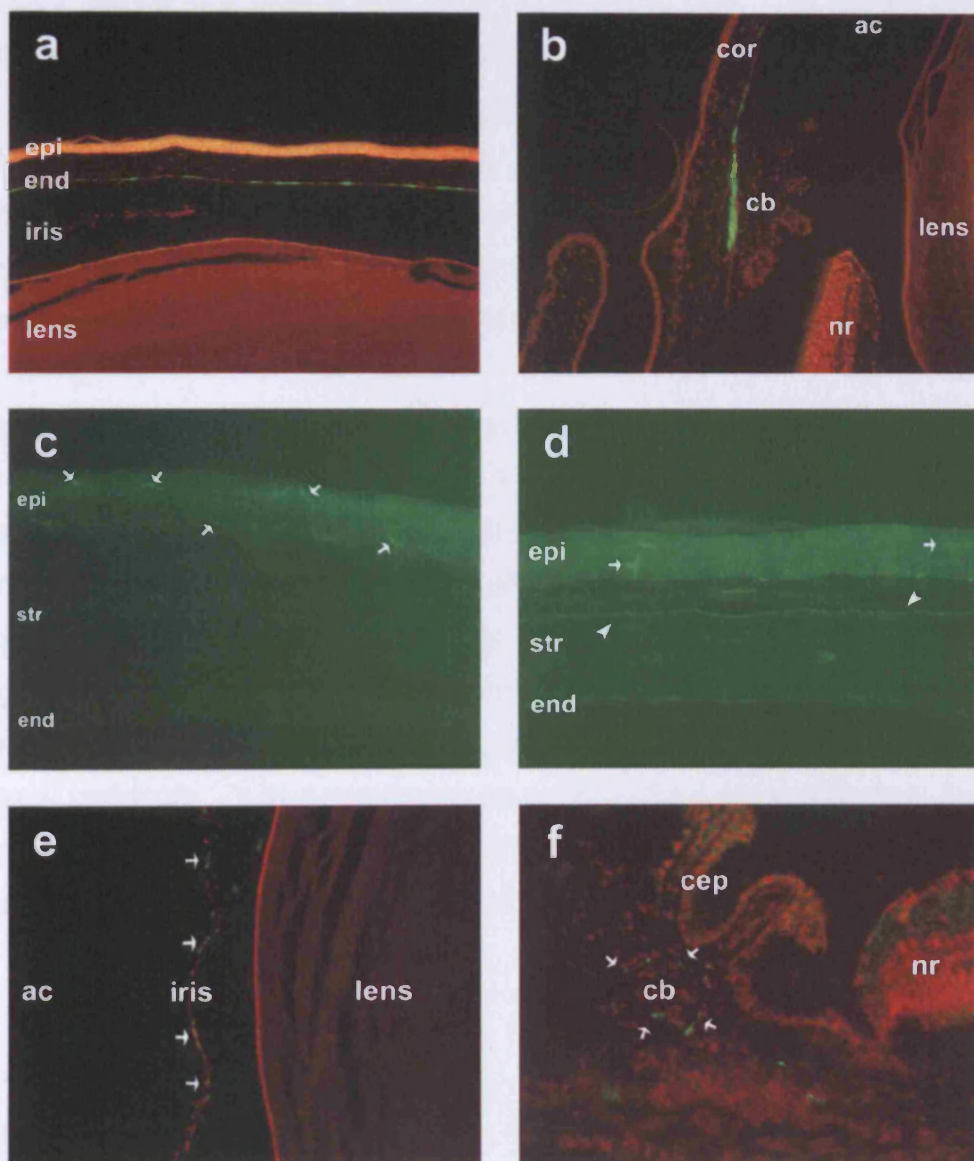 a
epi
end
iris
lens
b
cor
ac
cb
lens
nr
c
epi
str
end
d
epi
str
end
e
ac
iris
lens
f
cep
cb
nr